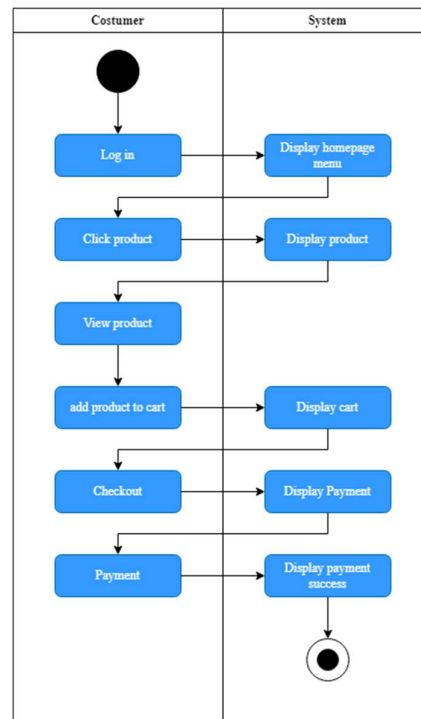 Costumer
System
Log in
Display homepage
menu
Click product
Display product
View product
add product to cart
Display cart
Checkout
Display Payment
Payment
Display payment
success